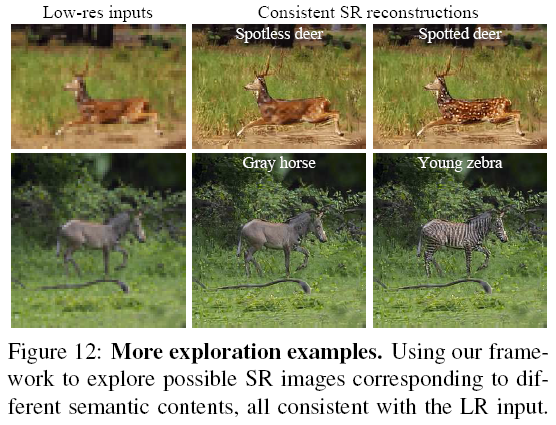 Low-res inputs
Consistent SR reconstructions
Spotless deer
Spotted deer
Gray horse
Young zebra
Figure 12: More exploration examples. Using our frame-
work to explore possible SR images corresponding to dif-
ferent semantic contents, all consistent with the LR input.